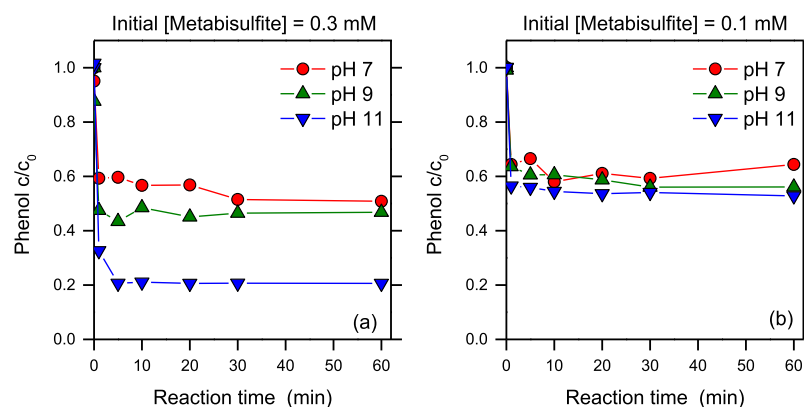 Initial [Metabisulfite] = 0.3 mM
Phenol c/c0
1.0
0.8
0.6
0.4
0.2
0.0
pH 7
pH 9
pH 11
(a)
0 10 20 30 40 50 60
Reaction time (min)
Initial [Metabisulfite] = 0.1 mM
Phenol c/c0
1.0
0.8
0.6
0.4
0.2
0.0
pH 7
pH 9
pH 11
(b)
0 10 20 30 40 50 60
Reaction time (min)